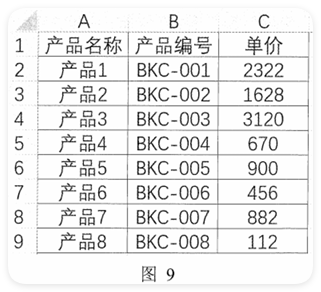 A B C
1 产品名称 产品编号 单价
2 产品1 BKC-001 2322
3 产品2 BKC-002 1628
4 产品3 BKC-003 3120
5 产品4 BKC-004 670
6 产品5 BKC-005 900
7 产品6 BKC-006 456
8 产品7 BKC-007 882
9 产品8 BKC-008 112
图 9